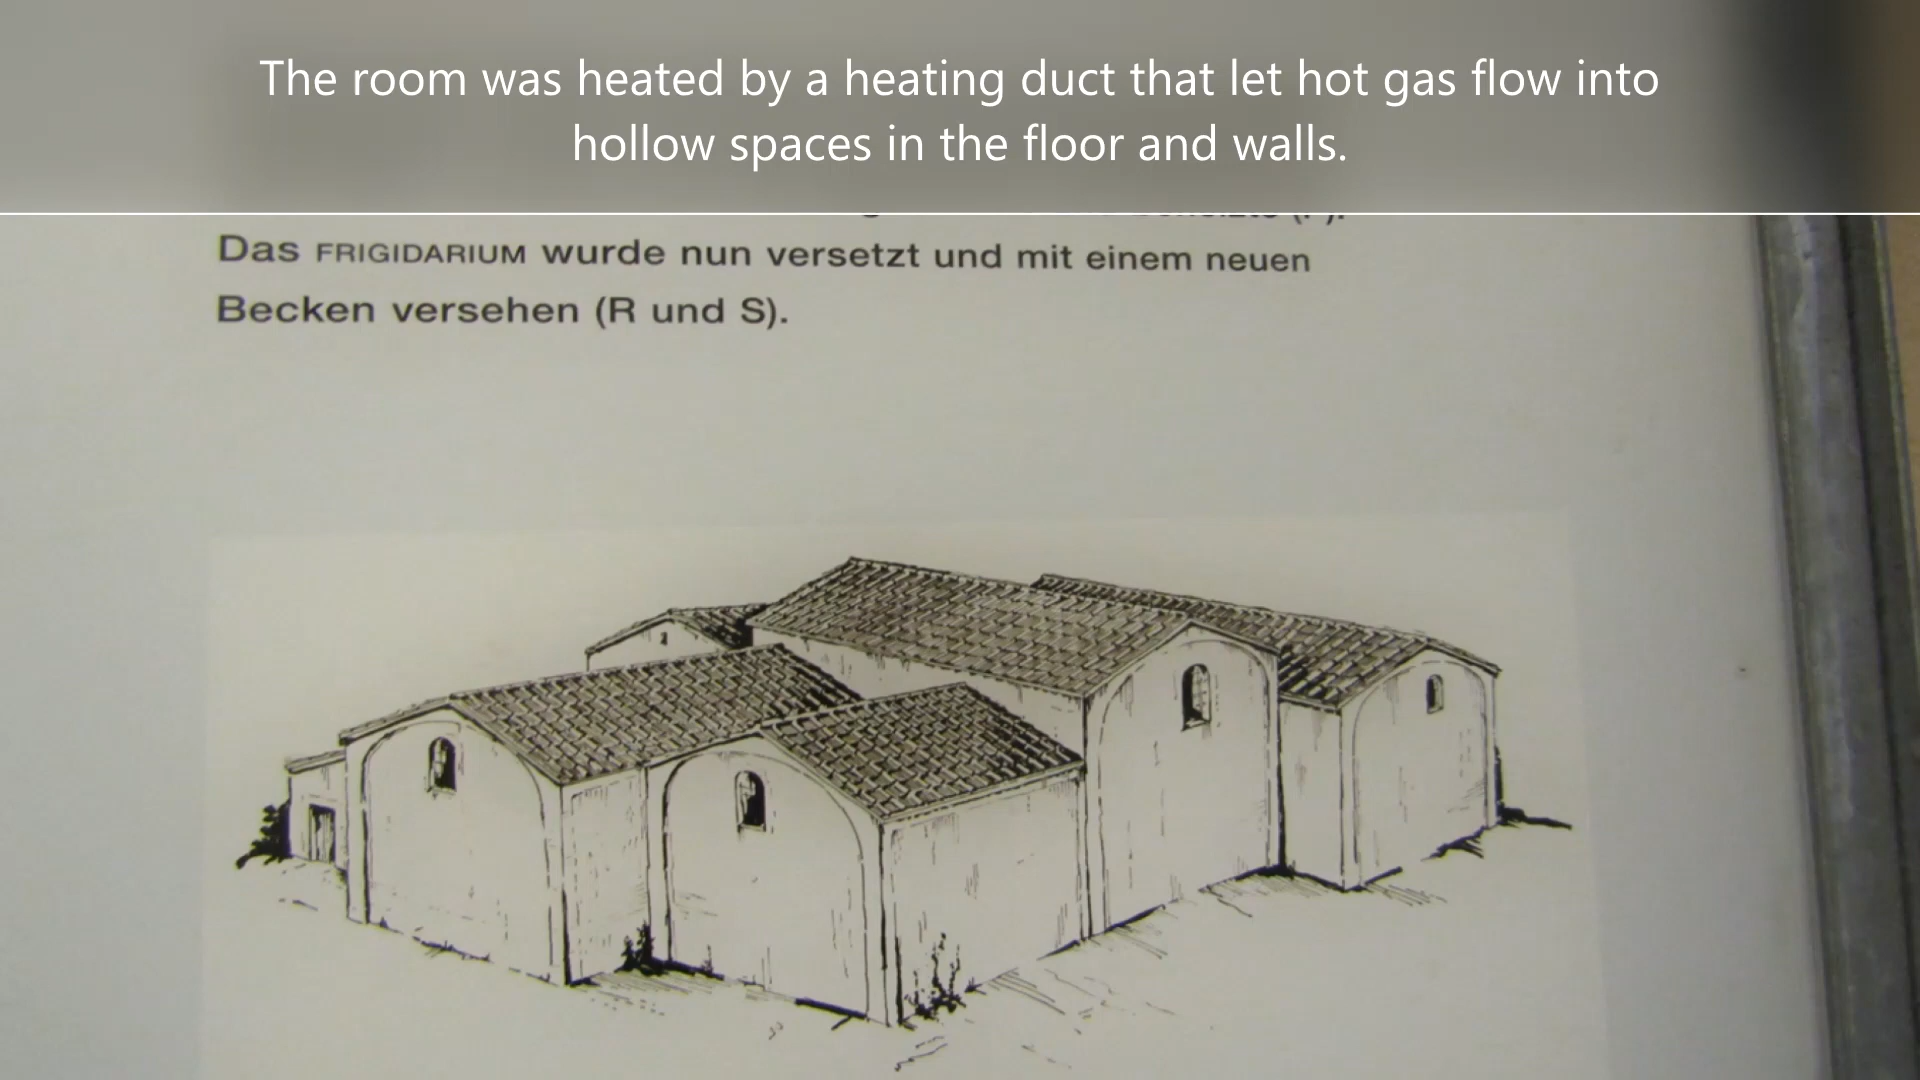 The room was heated by a heating duct that let hot gas flow into
hollow spaces in the floor and walls.
Das FRIGIDARIUM wurde nun versetzt und mit einem neuen
Becken versehen (R und S).